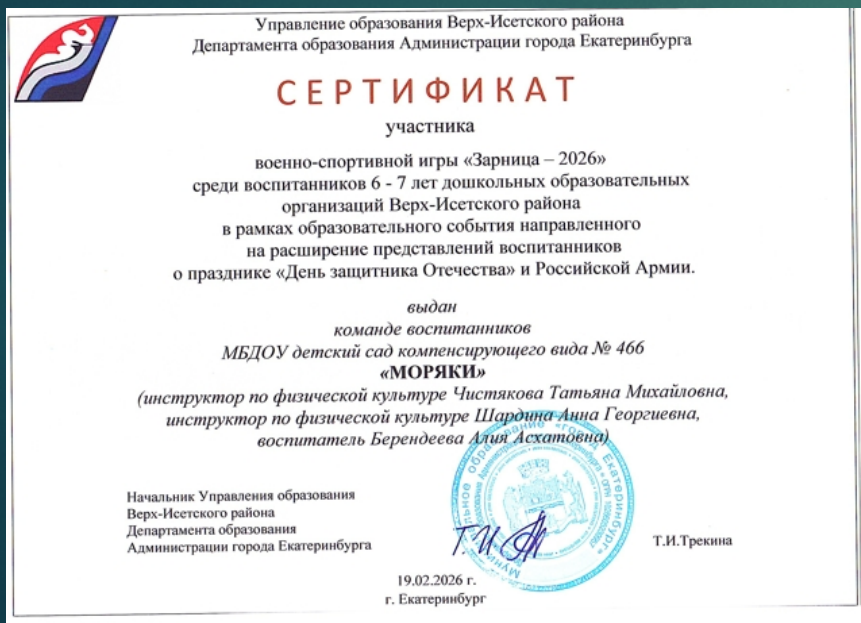 Управление образования Верх-Исетского района
Департамента образования Администрации города Екатеринбурга
СЕРТИФИКАТ
участника
военно-спортивной игры «Зарница – 2026»
среди воспитанников 6 - 7 лет дошкольных образовательных
организаций Верх-Исетского района
в рамках образовательного события направленного
на расширение представлений воспитанников
о празднике «День защитника Отечества» и Российской Армии.
выдан
команде воспитанников
МБДОУ детский сад компенсирующего вида № 466
«МОРЯКИ»
(инструктор по физической культуре Чистякова Татьяна Михайловна,
инструктор по физической культуре Шардина Анна Георгиевна,
воспитатель Берендеева Алия Асхатовна)
Начальник Управления образования
Верх-Исетского района
Департамента образования
Администрации города Екатеринбурга
Т.И.Трекина
19.02.2026 г.
г. Екатеринбург
образование «город Екатеринбург»